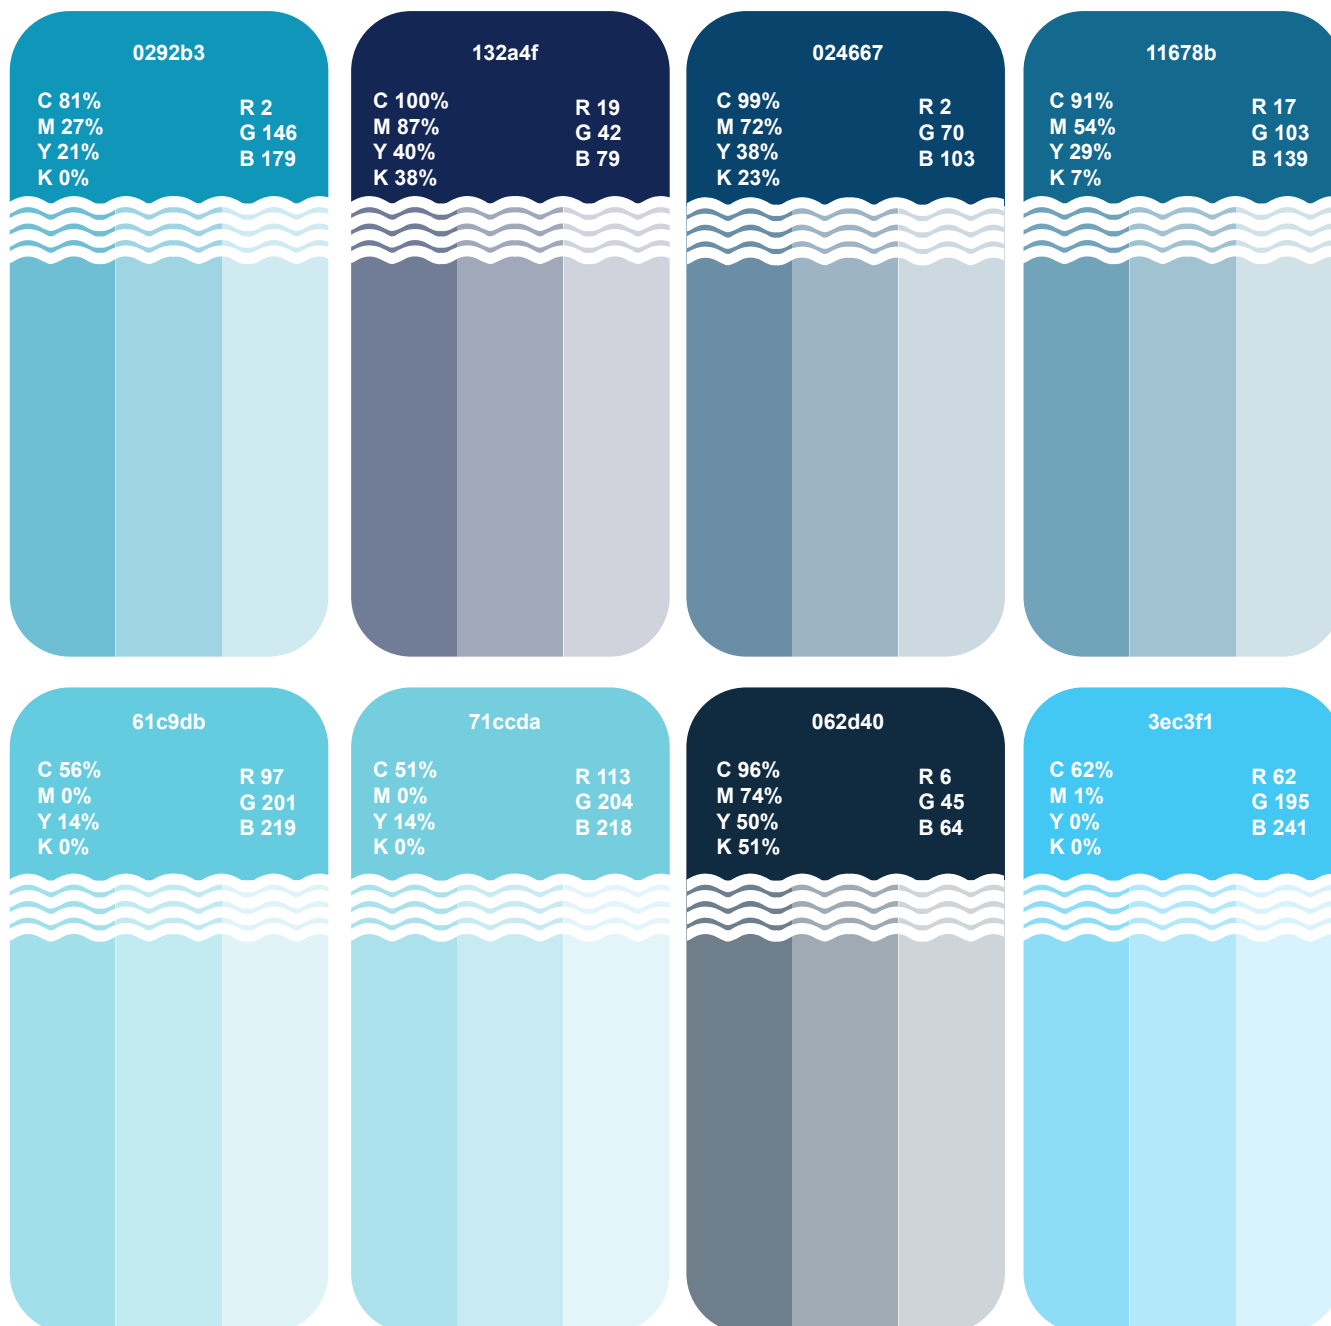 0292b3
C 81%
M 27%
Y 21%
K 0%
R 2
G 146
B 179
132a4f
C 100%
M 87%
Y 40%
K 38%
R 19
G 42
B 79
024667
C 99%
M 72%
Y 38%
K 23%
R 2
G 70
B 103
11678b
C 91%
M 54%
Y 29%
K 7%
R 17
G 103
B 139
61c9db
C 56%
M 0%
Y 14%
K 0%
R 97
G 201
B 219
71ccda
C 51%
M 0%
Y 14%
K 0%
R 113
G 204
B 218
062d40
C 96%
M 74%
Y 50%
K 51%
R 6
G 45
B 64
3ec3f1
C 62%
M 1%
Y 0%
K 0%
R 62
G 195
B 241